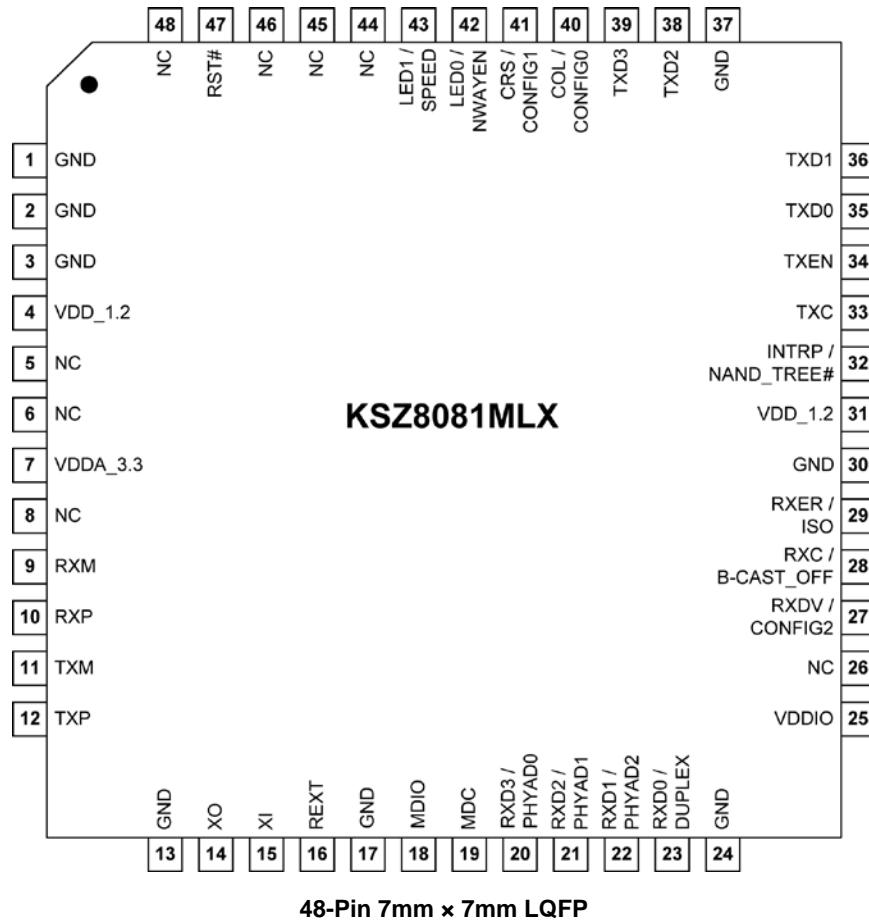 48 47 46 45 44 43 42 41 40 39 38 37
NC
RST#
NC
NC
NC
LED1 /
SPEED
LED0 /
NWAYEN
CRS /
CONFIG1
COL /
CONFIG0
TXD3
TXD2
GND
1 GND
2 GND
3 GND
4 VDD_1.2
5 NC
6 NC
7 VDDA_3.3
8 NC
9 RXM
10 RXP
11 TXM
12 TXP
KSZ8081MLX
TXD1 36
TXD0 35
TXEN 34
TXC 33
INTRP /
NAND_TREE# 32
VDD_1.2 31
GND 30
RXER /
ISO 29
RXC /
B-CAST_OFF 28
RXDV /
CONFIG2 27
NC 26
VDDIO 25
GND
XO
XI
REXT
GND
MDIO
MDC
RXD3 /
PHYAD0
RXD2 /
PHYAD1
RXD1 /
PHYAD2
RXD0 /
DUPLEX
GND
13 14 15 16 17 18 19 20 21 22 23 24
48-Pin 7mm × 7mm LQFP